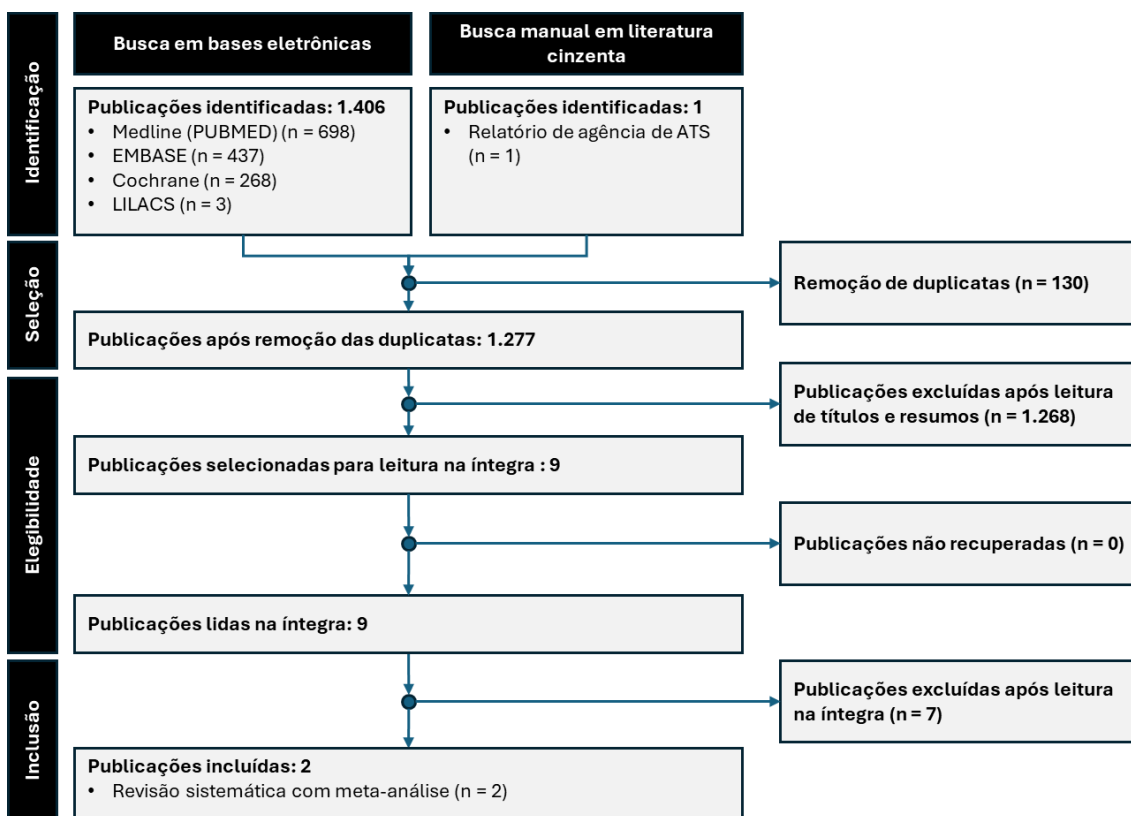 Identificação
Busca em bases eletrônicas
Busca manual em literatura
cinzenta
Publicações identificadas: 1.406
• Medline (PUBMED) (n = 698)
• EMBASE (n = 437)
• Cochrane (n = 268)
• LILACS (n = 3)
Publicações identificadas: 1
• Relatório de agência de ATS
(n = 1)
Seleção
Remoção de duplicatas (n = 130)
Publicações após remoção das duplicatas: 1.277
Elegibilidade
Publicações excluídas após leitura
de títulos e resumos (n = 1.268)
Publicações selecionadas para leitura na íntegra : 9
Publicações não recuperadas (n = 0)
Publicações lidas na íntegra: 9
Inclusão
Publicações excluídas após leitura
na íntegra (n = 7)
Publicações incluídas: 2
• Revisão sistemática com meta-análise (n = 2)